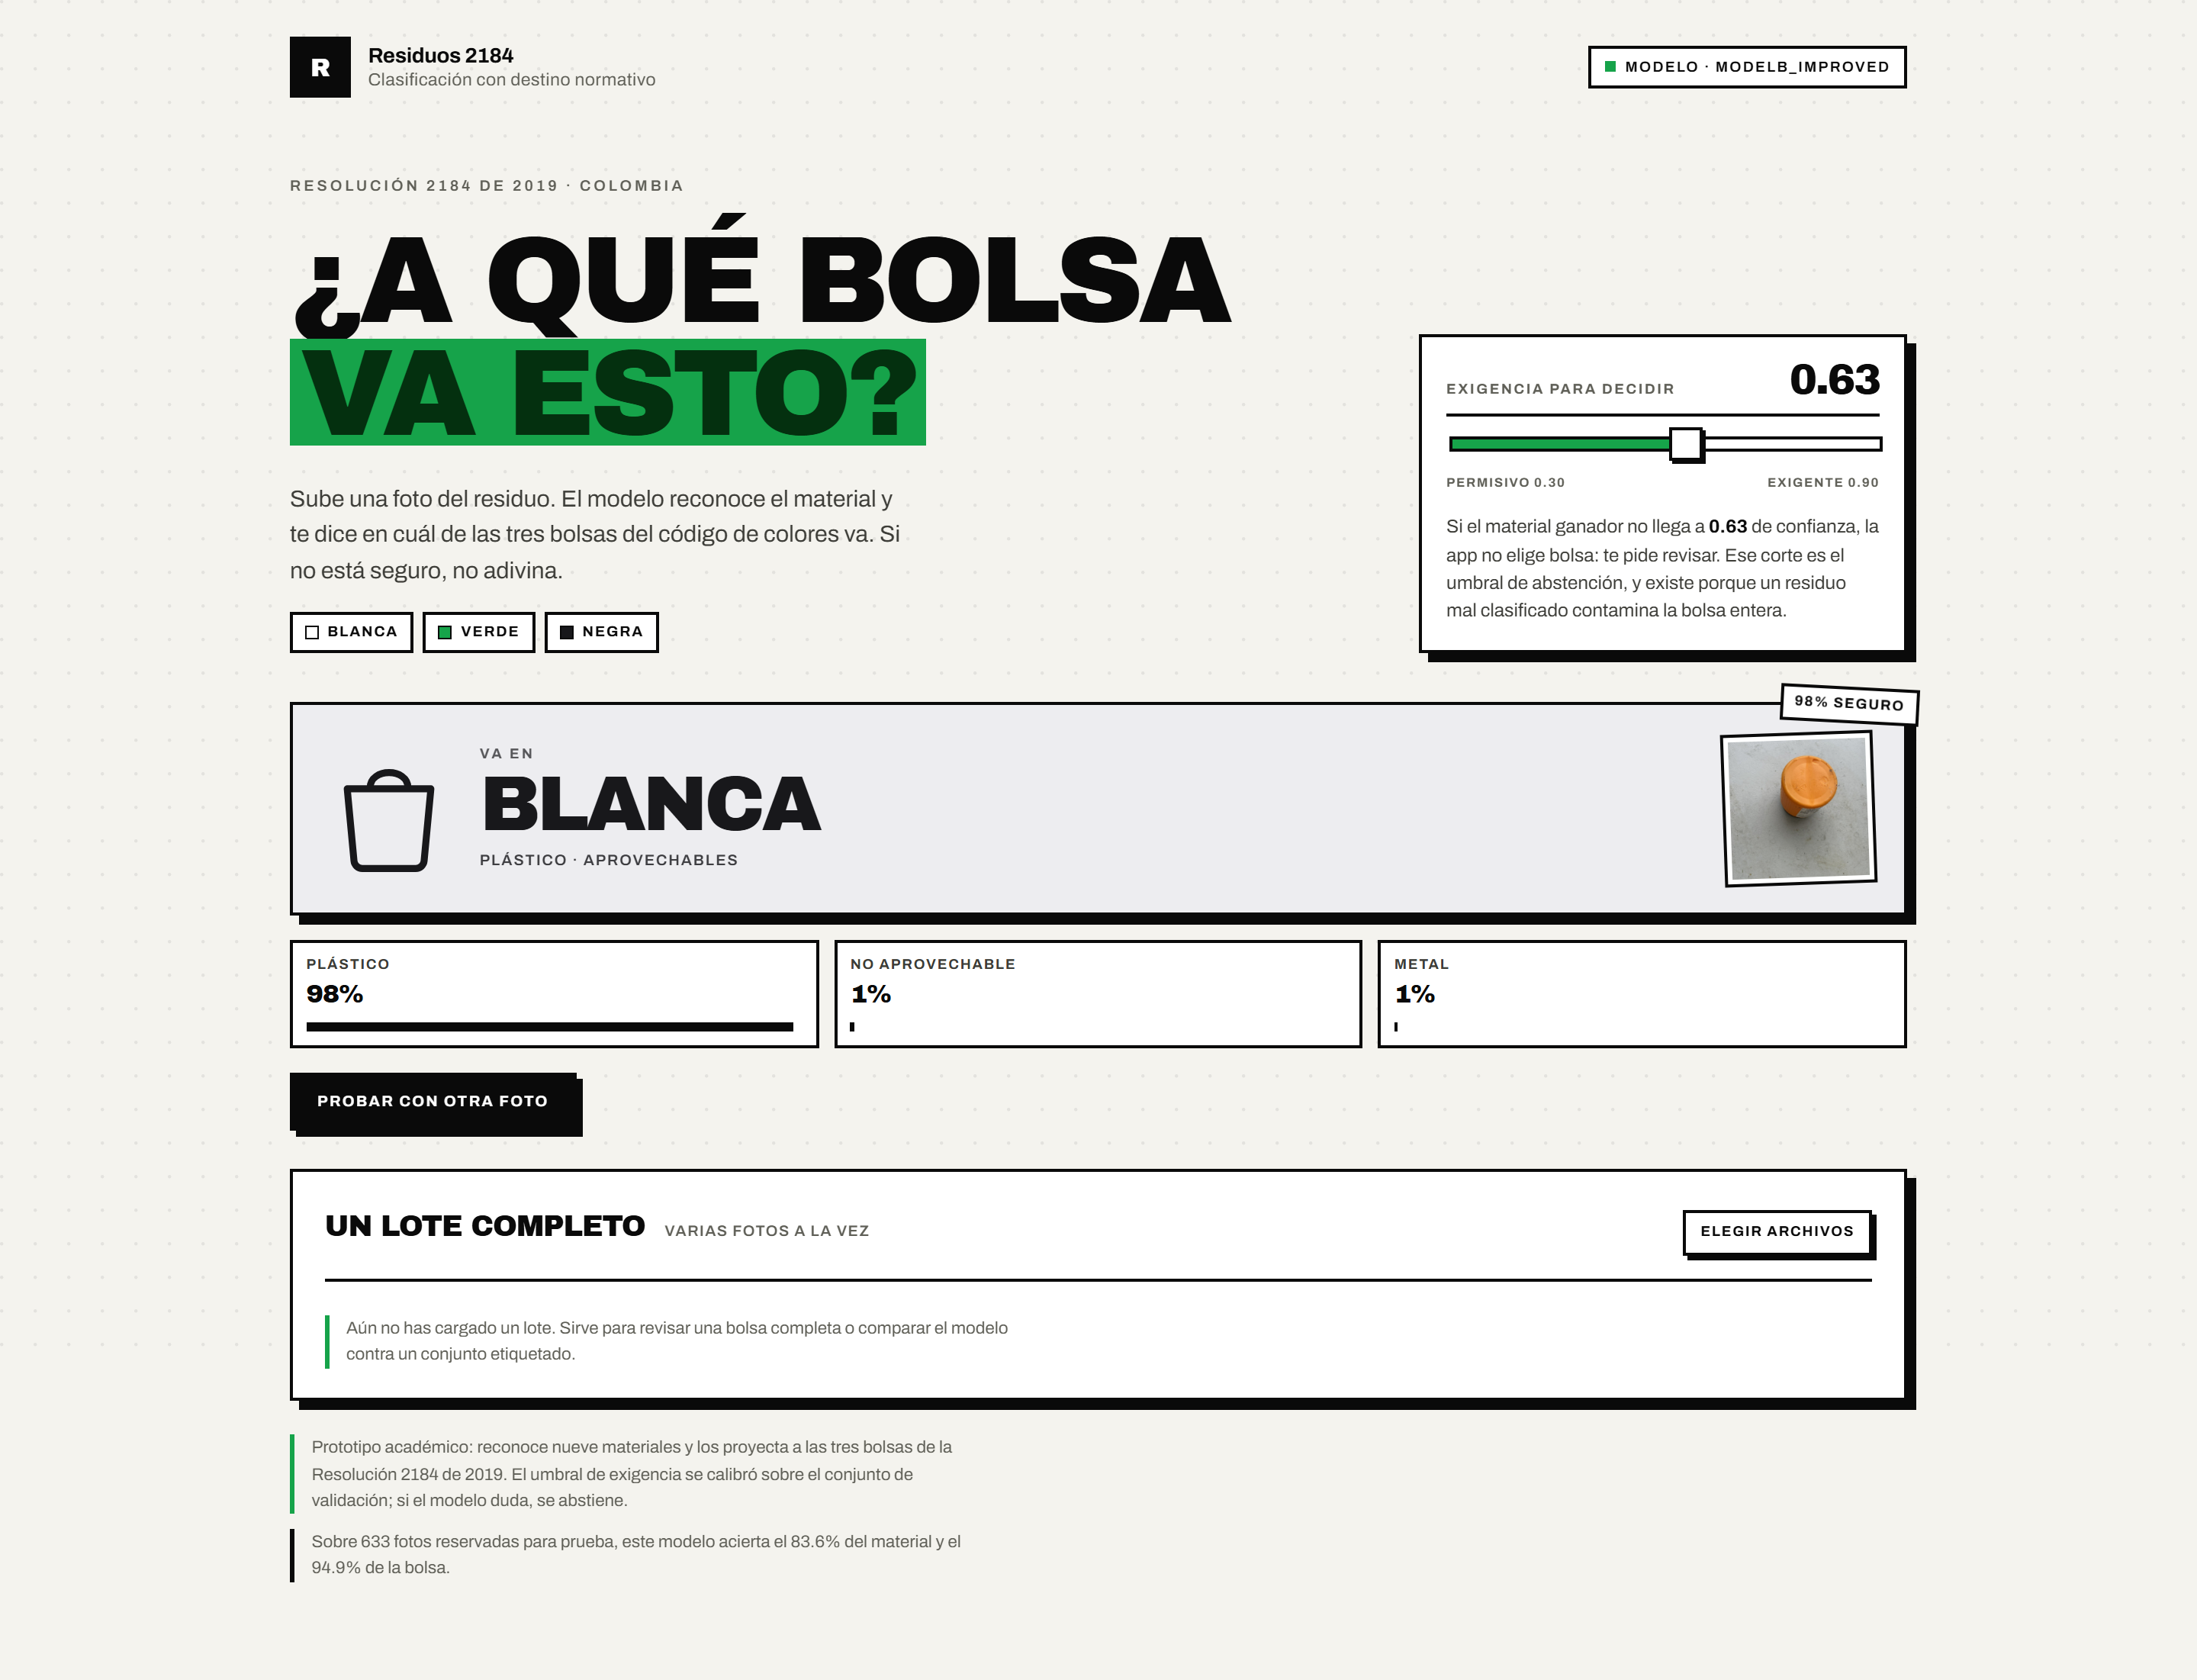 R
Residuos 2184
Clasificación con destino normativo
MODELO · MODELB_IMPROVED
RESOLUCIÓN 2184 DE 2019 · COLOMBIA
¿A QUÉ BOLSA
VA ESTO?
Sube una foto del residuo. El modelo reconoce el material y
te dice en cuál de las tres bolsas del código de colores va. Si
no está seguro, no adivina.
BLANCA
VERDE
NEGRA
EXIGENCIA PARA DECIDIR
0.63
PERMISIVO 0.30
EXIGENTE 0.90
Si el material ganador no llega a 0.63 de confianza, la
app no elige bolsa: te pide revisar. Ese corte es el
umbral de abstención, y existe porque un residuo
mal clasificado contamina la bolsa entera.
98% SEGURO
VA EN
BLANCA
PLÁSTICO · APROVECHABLES
PLÁSTICO
98%
NO APROVECHABLE
1%
METAL
1%
PROBAR CON OTRA FOTO
UN LOTE COMPLETO
VARIAS FOTOS A LA VEZ
ELEGIR ARCHIVOS
Aún no has cargado un lote. Sirve para revisar una bolsa completa o comparar el modelo
contra un conjunto etiquetado.
Prototipo académico: reconoce nueve materiales y los proyecta a las tres bolsas de la
Resolución 2184 de 2019. El umbral de exigencia se calibró sobre el conjunto de
validación; si el modelo duda, se abstiene.
Sobre 633 fotos reservadas para prueba, este modelo acierta el 83.6% del material y el
94.9% de la bolsa.